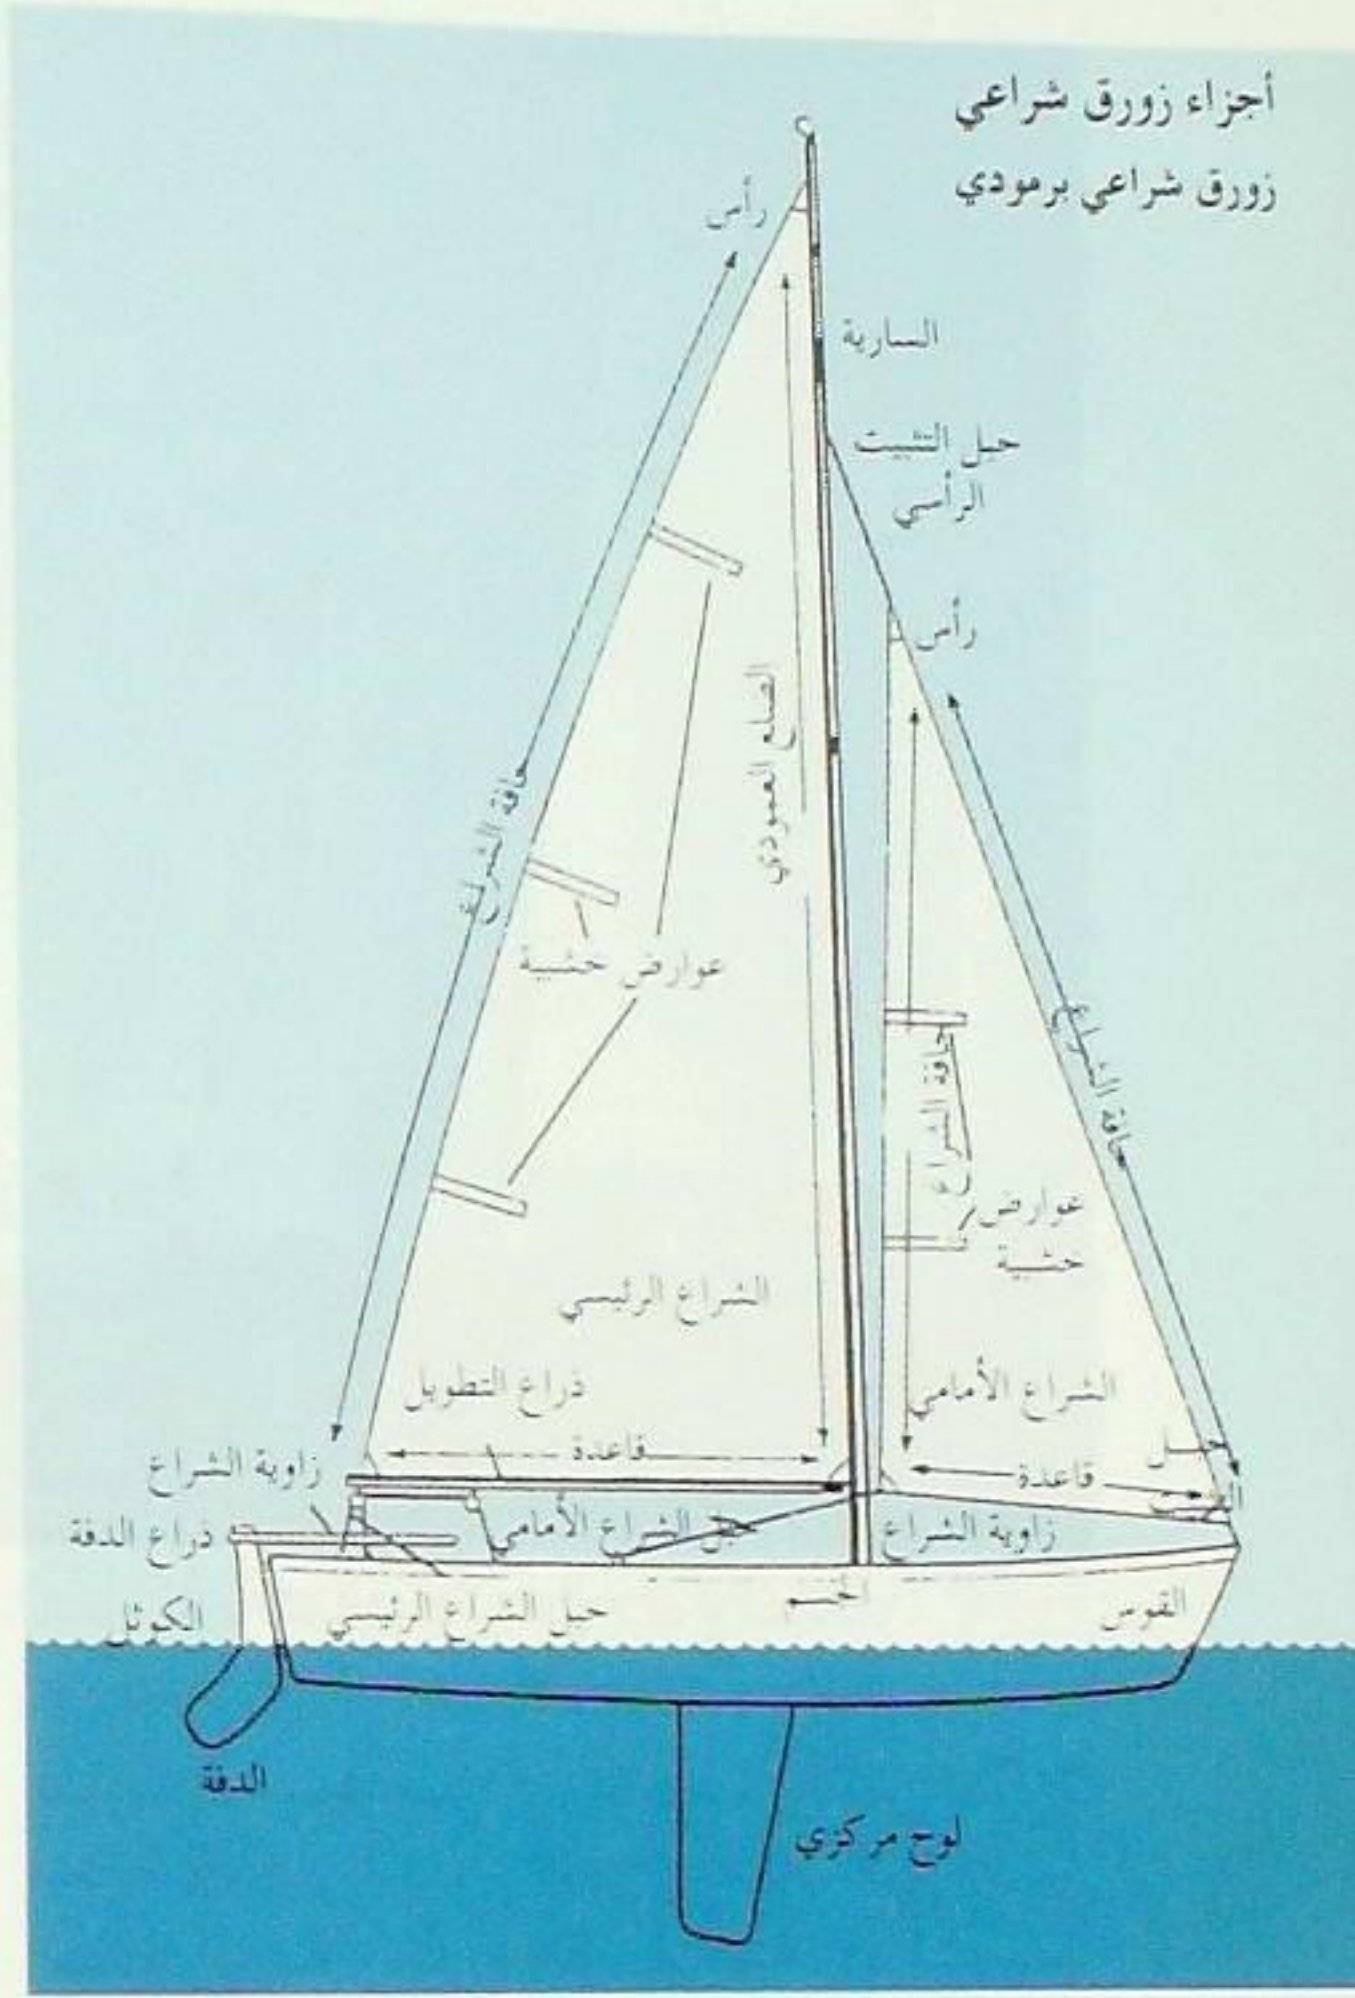 أجزاء زورق شراعي
زورق شراعي برمودي
رأس
السارية
حبل التثبيت
الرأسي
رأس
الضلع العمودي
حافة الشراع
عوارض خشبية
حافة الشراع
حافة الشراع
عوارض
خشبية
الشراع الرئيسي
الشراع الأمامي
ذراع التطويل
قاعدة
قاعدة
حبل
زاوية الشراع
زاوية الشراع
حبل الشراع الأمامي
ذراع الدفة
القوس
الجسم
حبل الشراع الرئيسي
الكوثل
الدفة
لوح مركزي